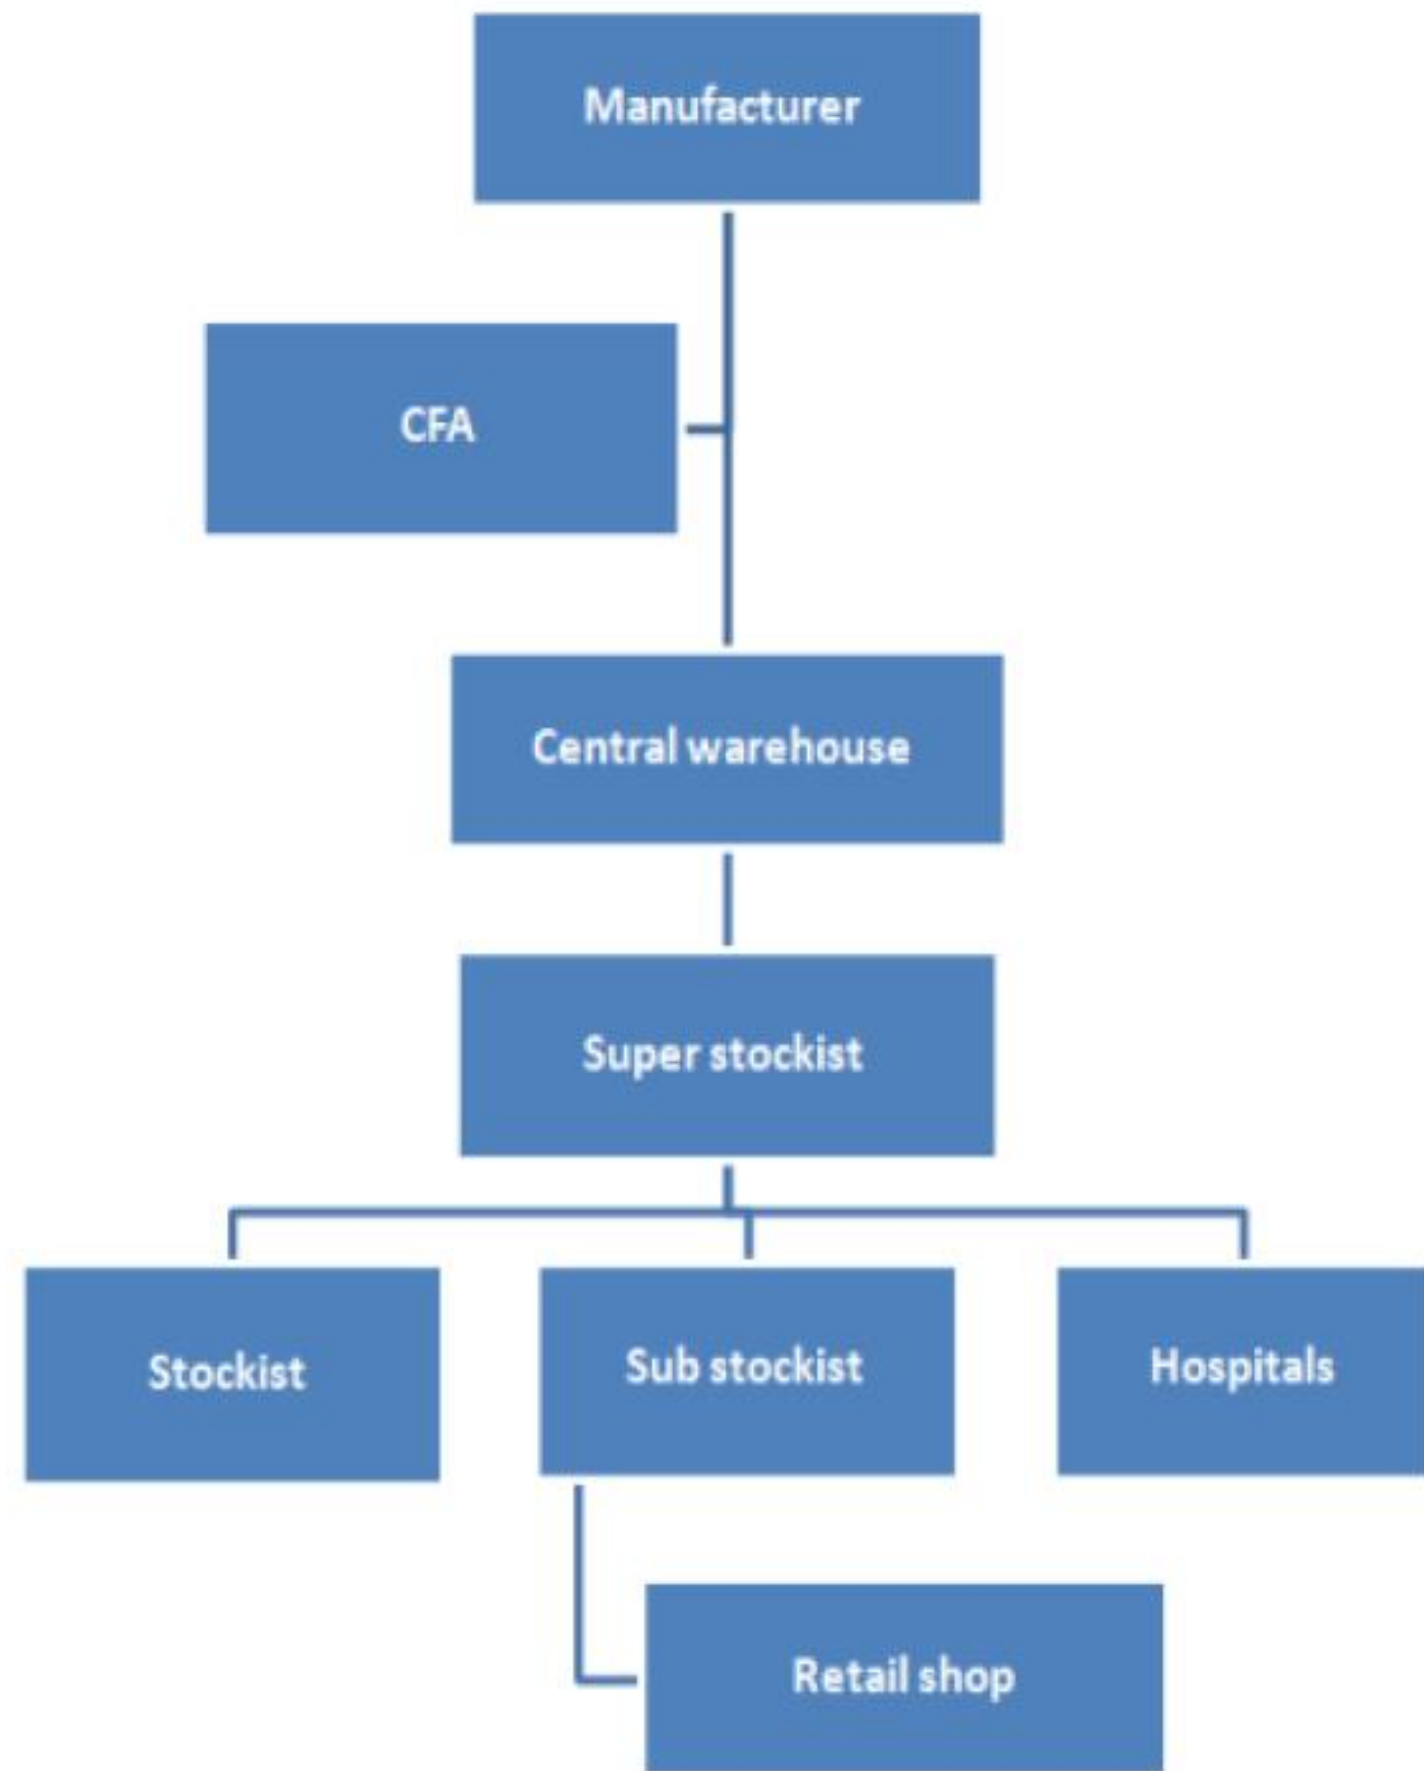 Manufacturer
CFA
Central warehouse
Super stockist
Stockist
Sub stockist
Hospitals
Retail shop